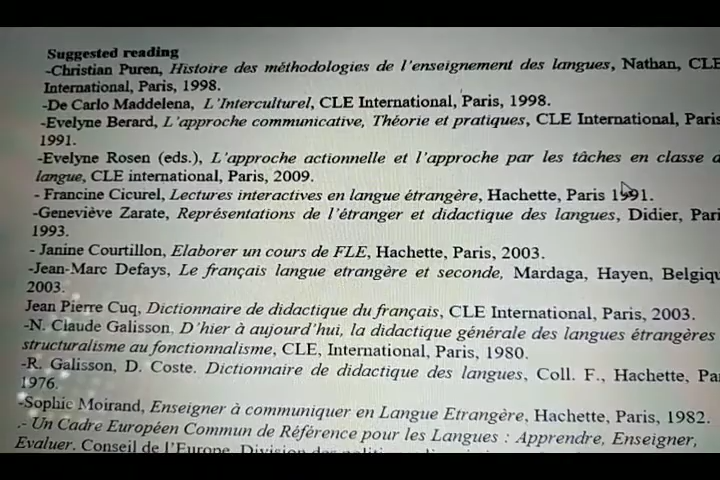 Suggested reading
-Christian Puren, Histoire des méthodologies de l'enseignement des langues, Nathan, CLE
International, Paris, 1998.
-De Carlo Maddelena, L'Interculturel, CLE International, Paris, 1998.
-Evelyne Berard, L'approche communicative, Théorie et pratiques, CLE International, Paris
1991.
-Evelyne Rosen (eds.), L'approche actionnelle et l'approche par les tâches en classe
langue, CLE international, Paris, 2009.
- Francine Cicurel, Lectures interactives en langue étrangère, Hachette, Paris 1991.
-Geneviève Zarate, Représentations de l'étranger et didactique des langues, Didier, Pari
1993.
- Janine Courtillon, Elaborer un cours de FLE, Hachette, Paris, 2003.
-Jean-Marc Defays, Le français langue etrangère et seconde, Mardaga, Hayen, Belgiqu
2003.
Jean Pierre Cuq, Dictionnaire de didactique du français, CLE International, Paris, 2003.
-N. Claude Galisson, D'hier à aujourd'hui, la didactique générale des langues étrangères
structuralisme au fonctionnalisme, CLE, International, Paris, 1980.
-R. Galisson, D. Coste. Dictionnaire de didactique des langues, Coll. F., Hachette, Pa
1976.
-Sophie Moirand, Enseigner à communiquer en Langue Etrangère, Hachette, Paris, 1982.
.- Un Cadre Européen Commun de Référence pour les Langues : Apprendre, Enseigner,
Evaluer. Conseil de l'Europe